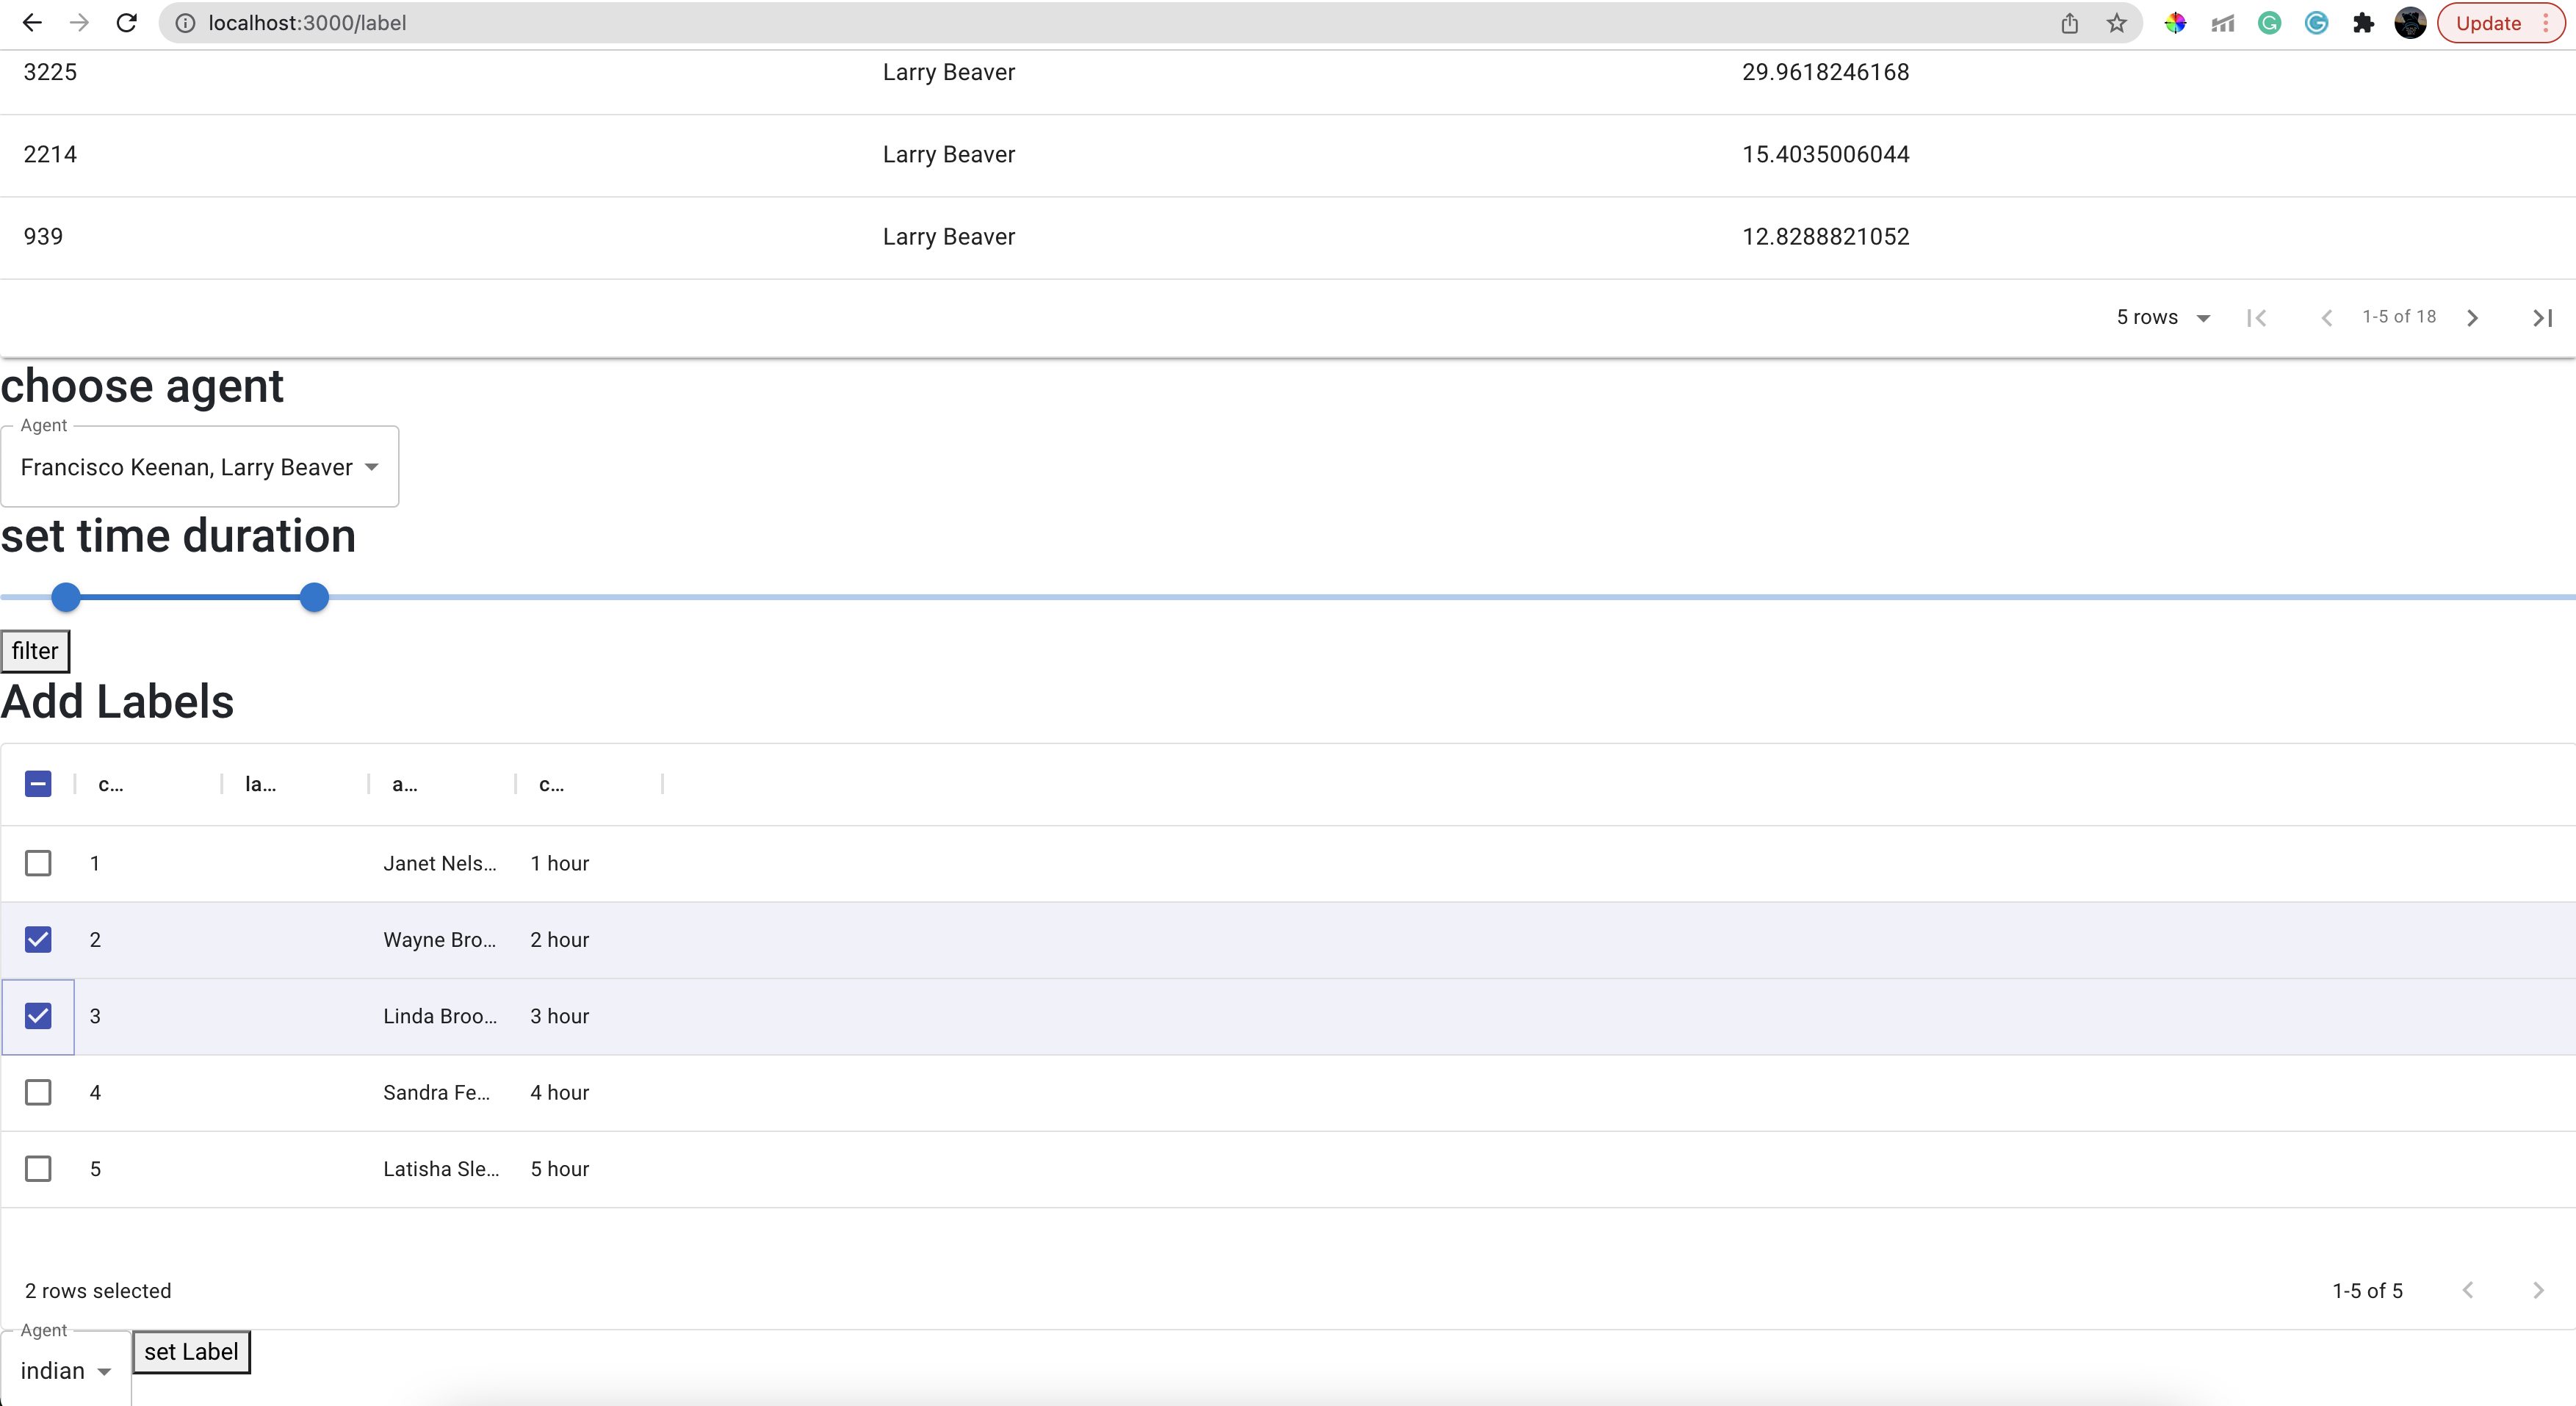 localhost:3000/label
Update
3225 Larry Beaver 29.9618246168
2214 Larry Beaver 15.4035006044
939 Larry Beaver 12.8288821052
5 rows 1-5 of 18
choose agent
Agent
Francisco Keenan, Larry Beaver
set time duration
filter
Add Labels
c... la... a... c...
1 Janet Nels... 1 hour
2 Wayne Bro... 2 hour
3 Linda Broo... 3 hour
4 Sandra Fe... 4 hour
5 Latisha Sle... 5 hour
2 rows selected 1-5 of 5
Agent
indian set Label